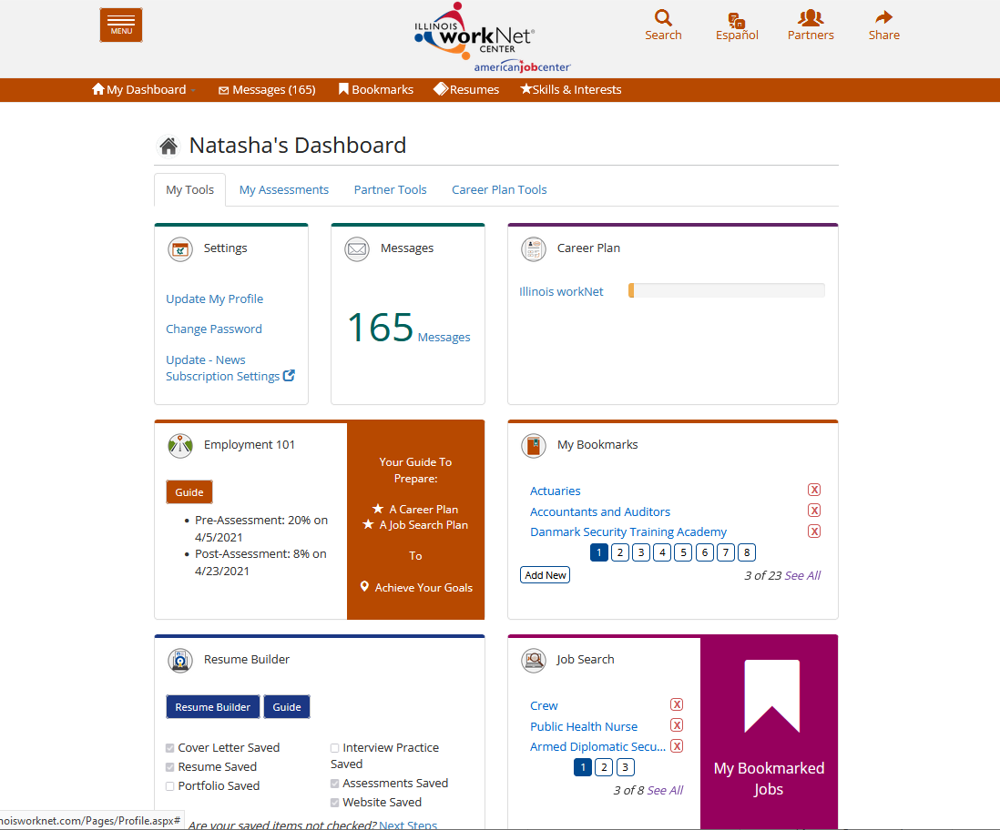 MENU
ILLINOIS
workNet®
CENTER
americanjobcenter
Search
Español
Partners
Share
My Dashboard
Messages (165)
Bookmarks
Resumes
Skills & Interests
Natasha's Dashboard
My Tools
My Assessments
Partner Tools
Career Plan Tools
Settings
Update My Profile
Change Password
Update - News
Subscription Settings
Messages
165 Messages
Career Plan
Illinois workNet
Employment 101
Guide
• Pre-Assessment: 20% on
4/5/2021
• Post-Assessment: 8% on
4/23/2021
Your Guide To
Prepare:
★ A Career Plan
★ A Job Search Plan
To
Achieve Your Goals
My Bookmarks
Actuaries X
Accountants and Auditors X
Danmark Security Training Academy X
1 2 3 4 5 6 7 8
Add New
3 of 23 See All
Resume Builder
Resume Builder
Guide
Cover Letter Saved
Resume Saved
Portfolio Saved
Interview Practice
Saved
Assessments Saved
Website Saved
Are your saved items not checked? Next Steps
Job Search
Crew X
Public Health Nurse X
Armed Diplomatic Secu... X
1 2 3
3 of 8 See All
My Bookmarked
Jobs
noisworknet.com/Pages/Profile.aspx#